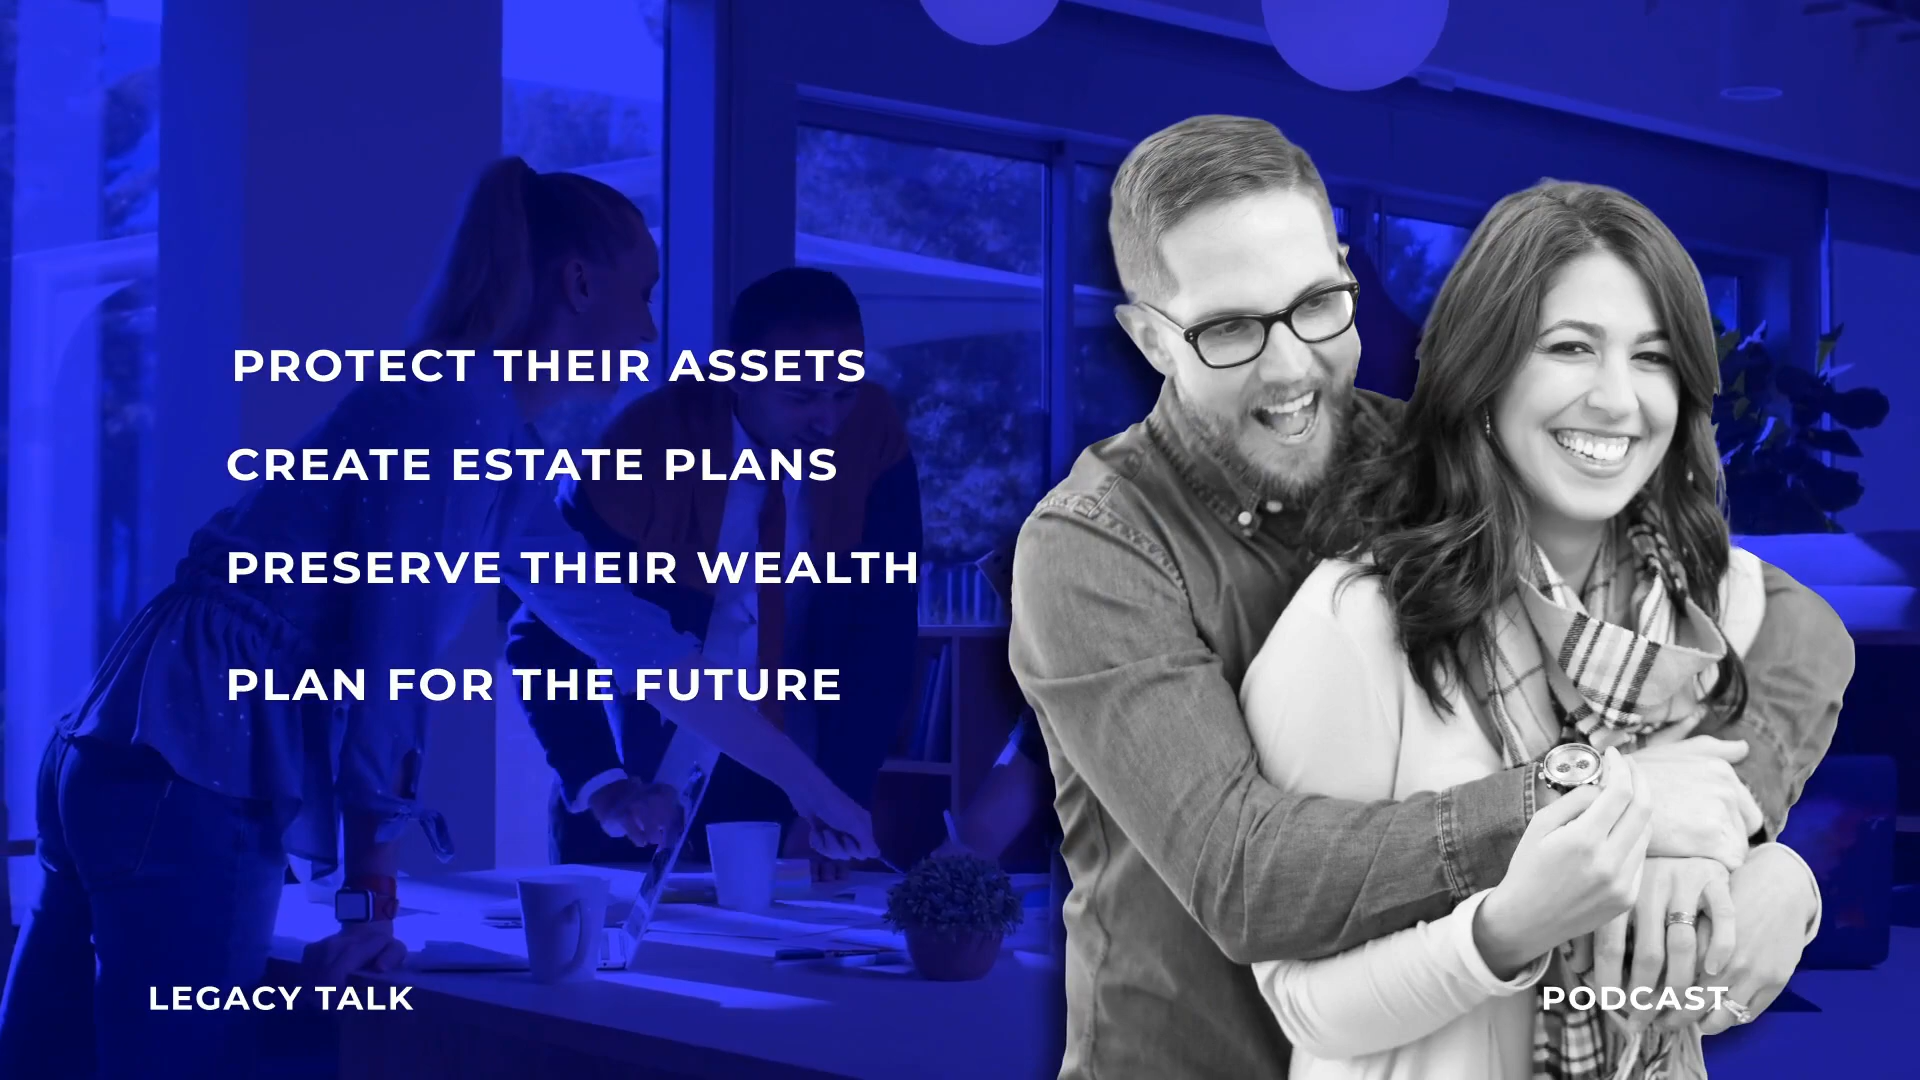 PROTECT THEIR ASSETS
CREATE ESTATE PLANS
PRESERVE THEIR WEALTH
PLAN FOR THE FUTURE
LEGACY TALK
PODCAST